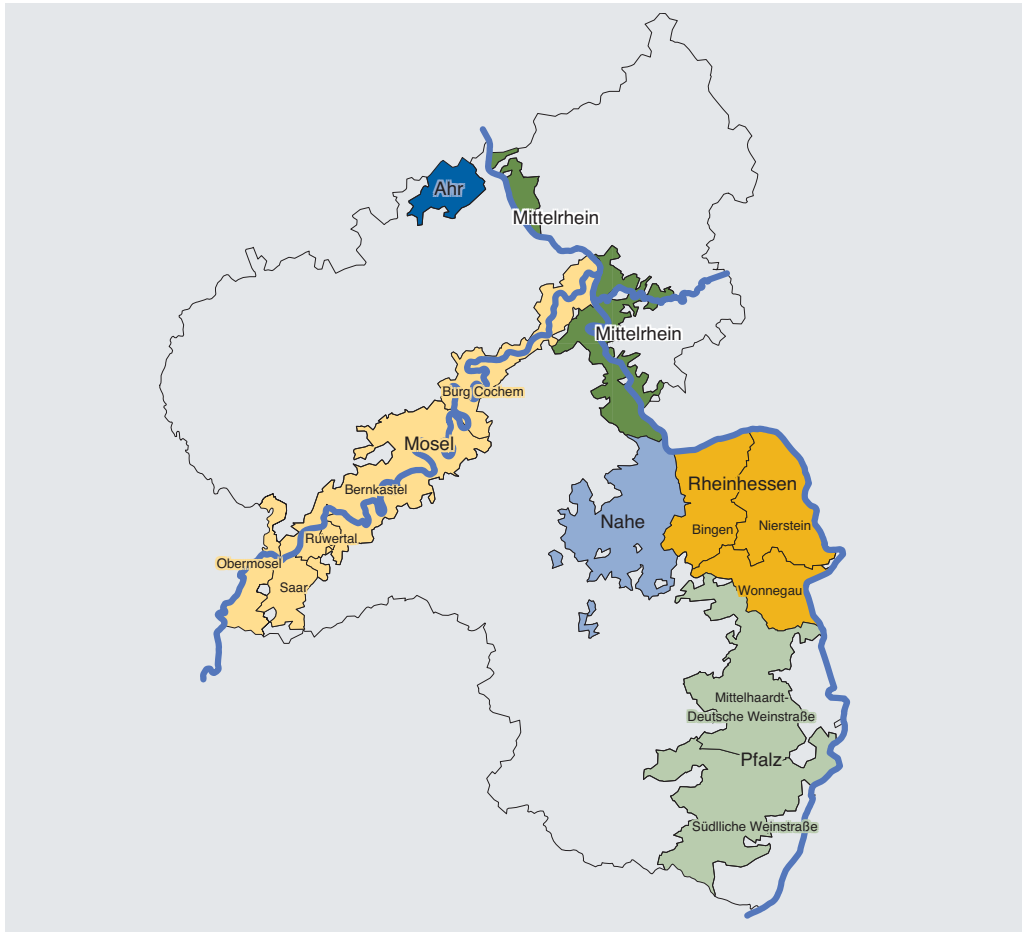 Ahr
Mittelrhein
Mittelrhein
Burg Cochem
Mosel
Bernkastel
Rheinhessen
Nahe
Bingen
Nierstein
Ruwertal
Obermosel
Saar
Wonnegau
Mittelhaardt-
Deutsche Weinstraße
Pfalz
Südlliche Weinstraße